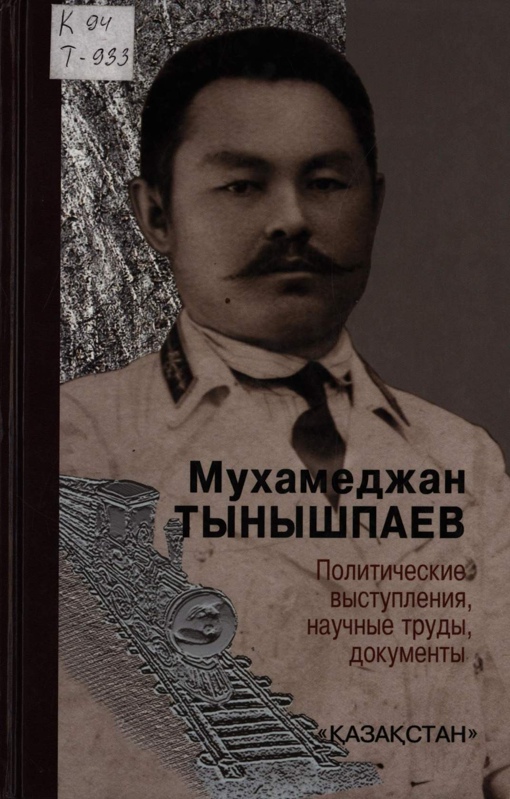 К 94
Т-933
Мухамеджан
ТЫНЫШПАЕВ
Политические
выступления,
научные труды,
документы
«ҚАЗАҚСТАН»